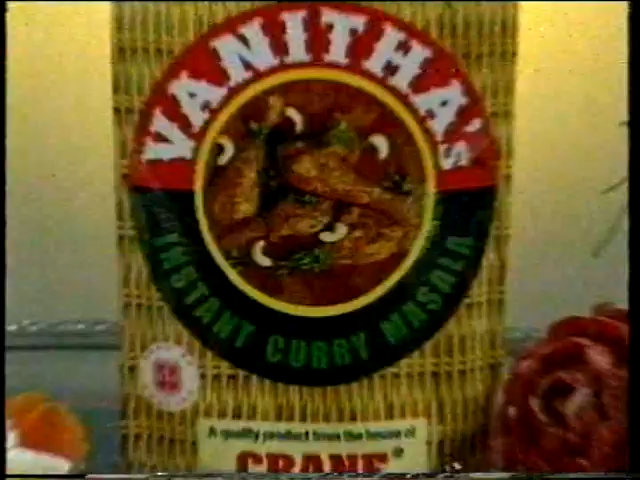 VANITHA's
INSTANT CURRY MASALA
A quality product from the house of
CRANE®